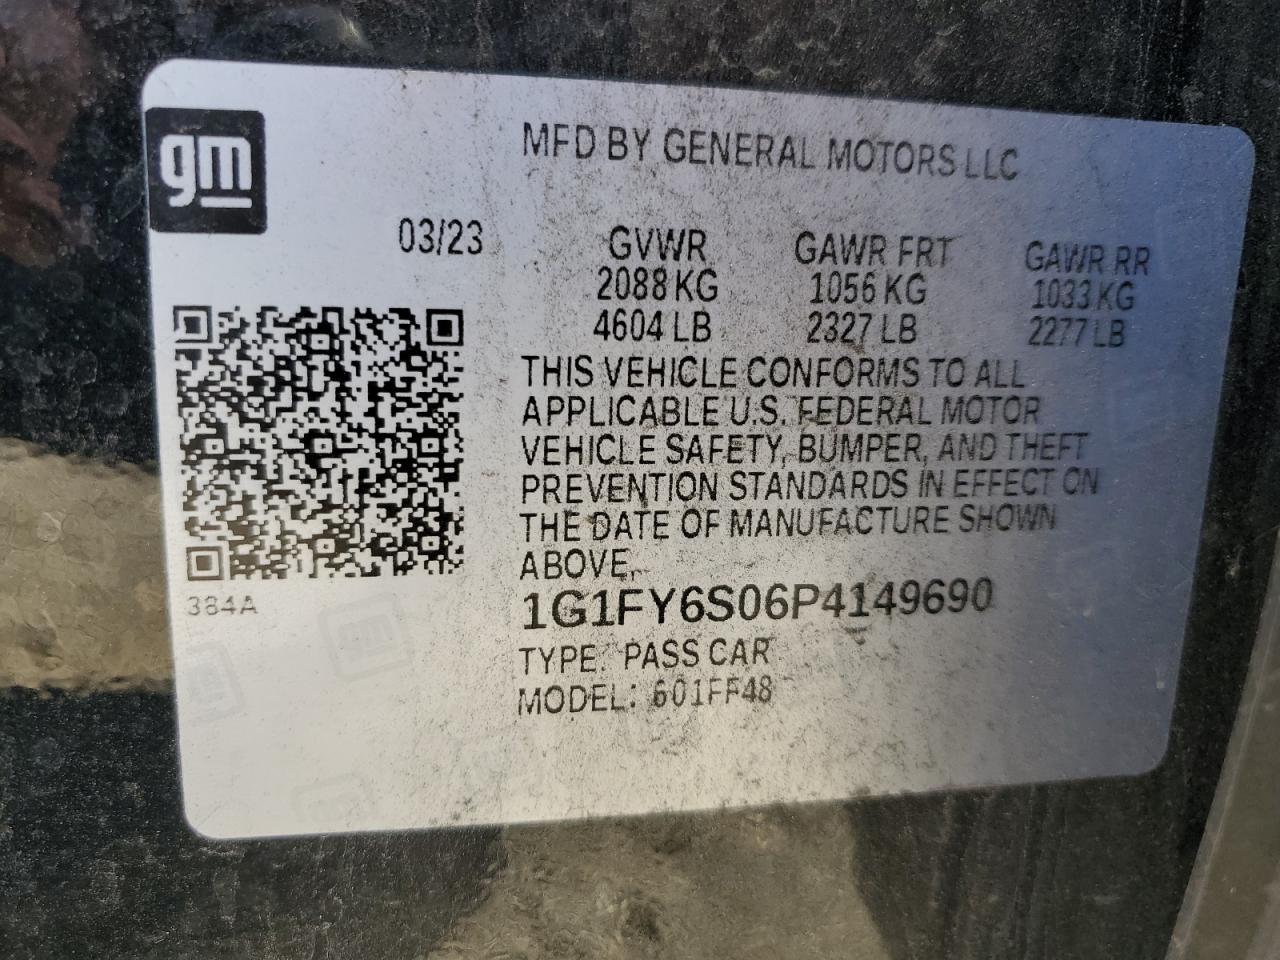 gm
MFD BY GENERAL MOTORS LLC
03/23
GVWR GAWR FRT GAWR RR
2088 KG 1056 KG 1033 KG
4604 LB 2327 LB 2277 LB
THIS VEHICLE CONFORMS TO ALL
APPLICABLE U.S. FEDERAL MOTOR
VEHICLE SAFETY, BUMPER, AND THEFT
PREVENTION STANDARDS IN EFFECT ON
THE DATE OF MANUFACTURE SHOWN
ABOVE.
384A
1G1FY6S06P4149690
TYPE: PASS CAR
MODEL: 601FF48